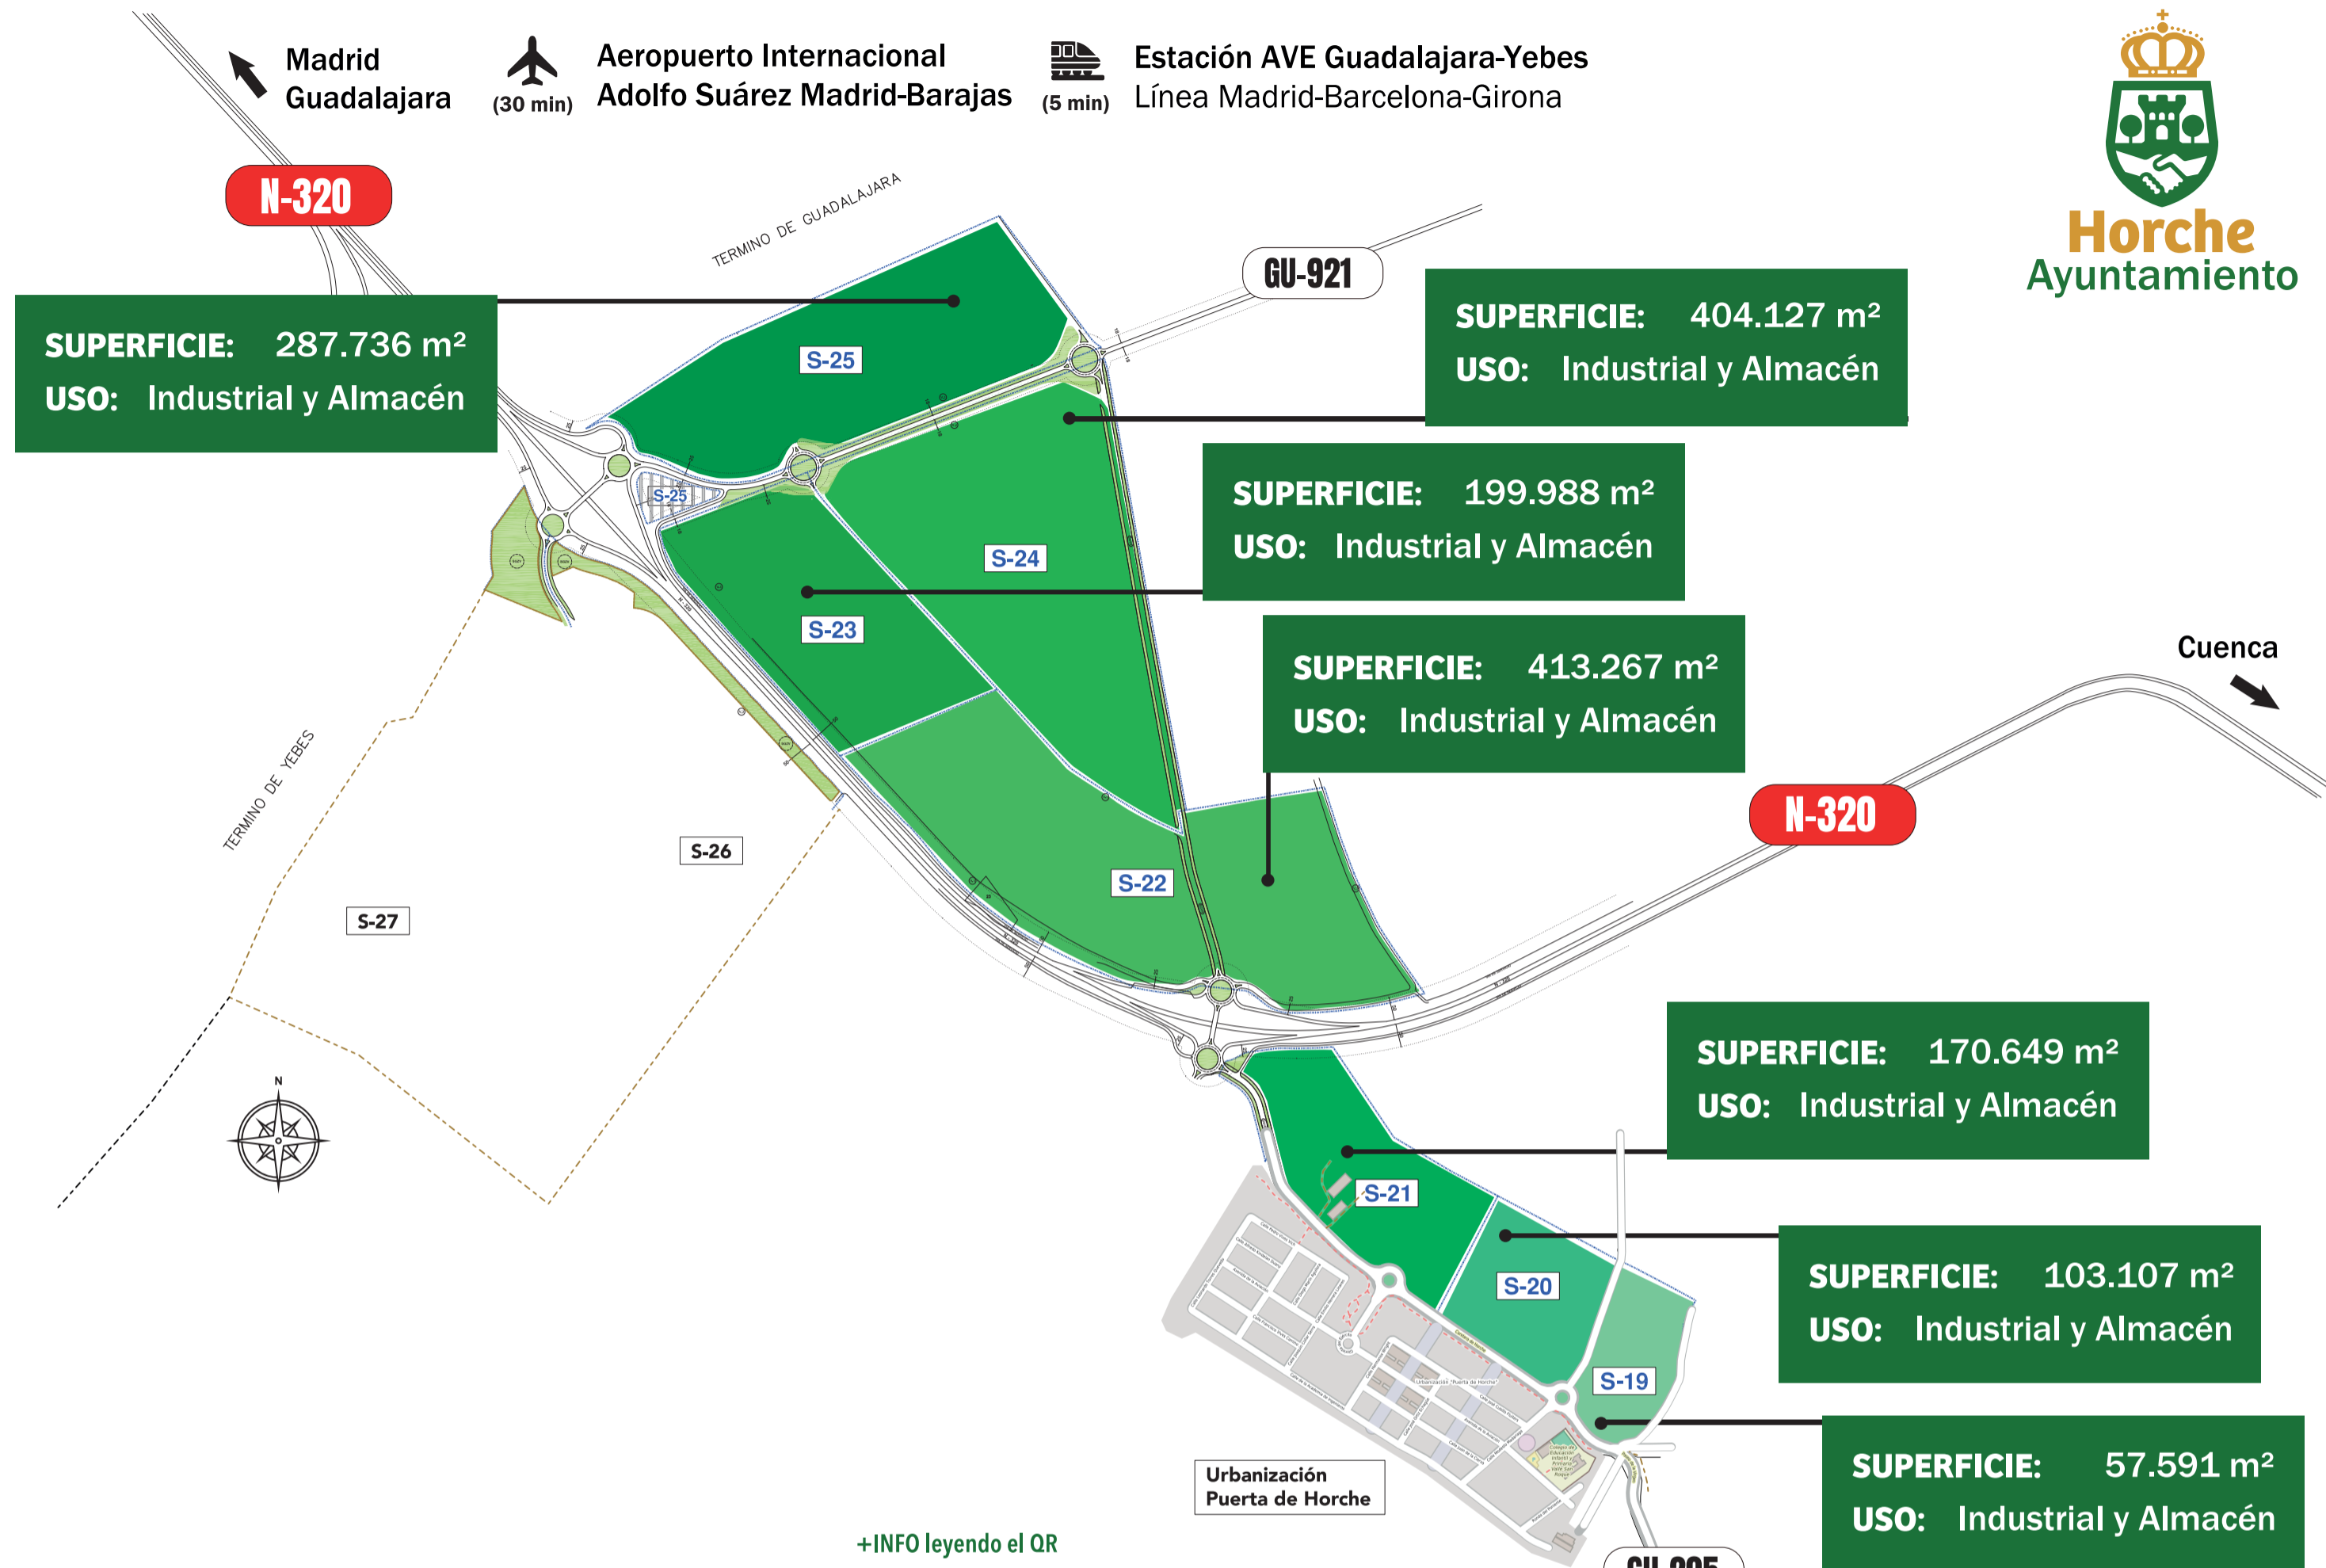 Madrid
Guadalajara
(30 min)
Aeropuerto Internacional
Adolfo Suárez Madrid-Barajas
(5 min)
Estación AVE Guadalajara-Yebes
Línea Madrid-Barcelona-Girona
Horche
Ayuntamiento
N-320
TERMINO DE GUADALAJARA
GU-921
SUPERFICIE: 287.736 m²
USO: Industrial y Almacén
SUPERFICIE: 404.127 m²
USO: Industrial y Almacén
S-25
S-25
SUPERFICIE: 199.988 m²
USO: Industrial y Almacén
S-24
S-23
SUPERFICIE: 413.267 m²
USO: Industrial y Almacén
Cuenca
TERMINO DE YEBES
N-320
S-26
S-22
S-27
N
SUPERFICIE: 170.649 m²
USO: Industrial y Almacén
S-21
SUPERFICIE: 103.107 m²
USO: Industrial y Almacén
S-20
S-19
Urbanización "Puerta de Horche"
SUPERFICIE: 57.591 m²
USO: Industrial y Almacén
Urbanización
Puerta de Horche
+INFO leyendo el QR